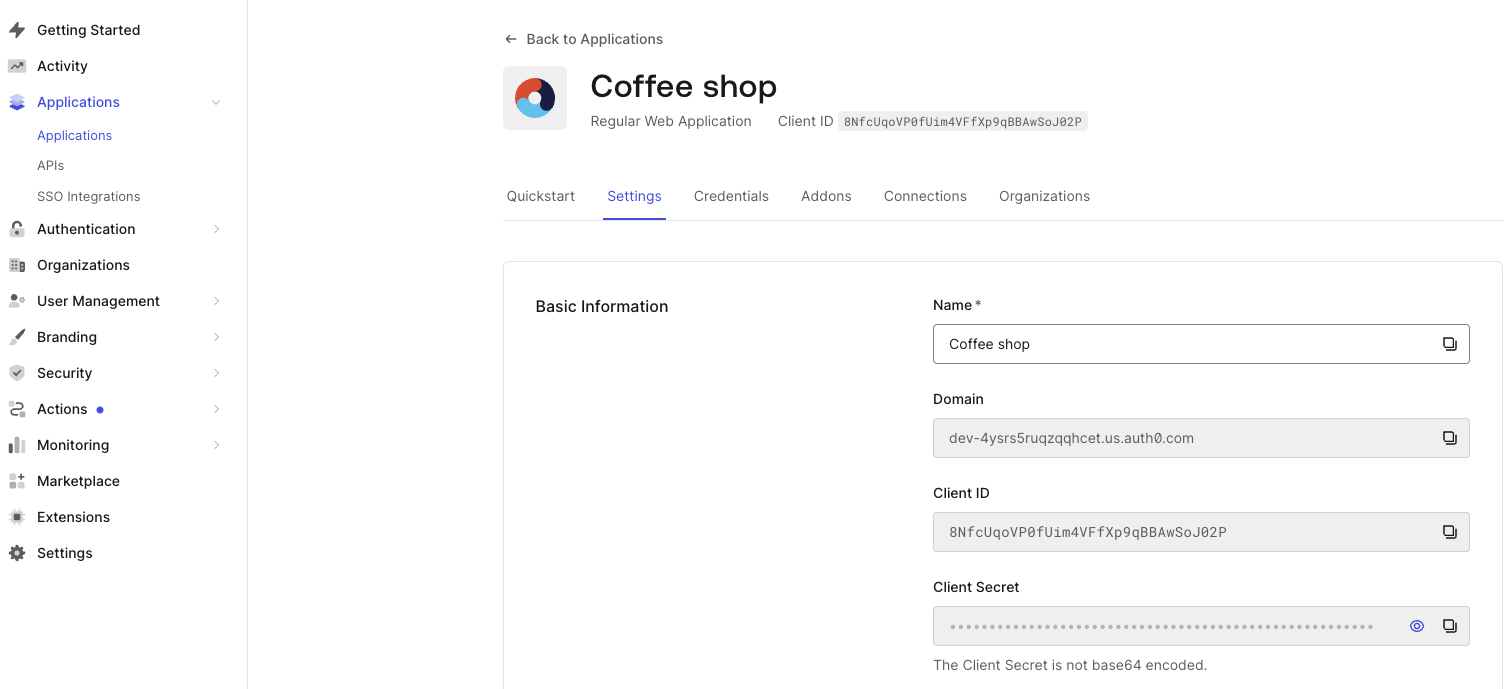 Getting Started
Activity
Applications
Applications
APIs
SSO Integrations
Authentication
Organizations
User Management
Branding
Security
Actions
Monitoring
Marketplace
Extensions
Settings
← Back to Applications
Coffee shop
Regular Web Application Client ID 8NfcUqoVP0fUim4VFfXp9qBBAwSoJ02P
Quickstart Settings Credentials Addons Connections Organizations
Basic Information
Name *
Coffee shop
Domain
dev-4ysrs5ruqzqqhcet.us.auth0.com
Client ID
8NfcUqoVP0fUim4VFfXp9qBBAwSoJ02P
Client Secret
The Client Secret is not base64 encoded.